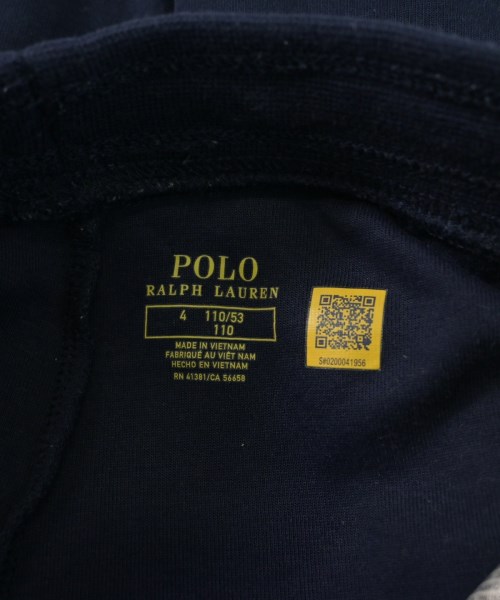 POLO
RALPH LAUREN
4 110/53
110
MADE IN VIETNAM
FABRIQUÉ AU VIÊT NAM
HECHO EN VIETNAM
RN 41381/CA 56658
S#0200041956